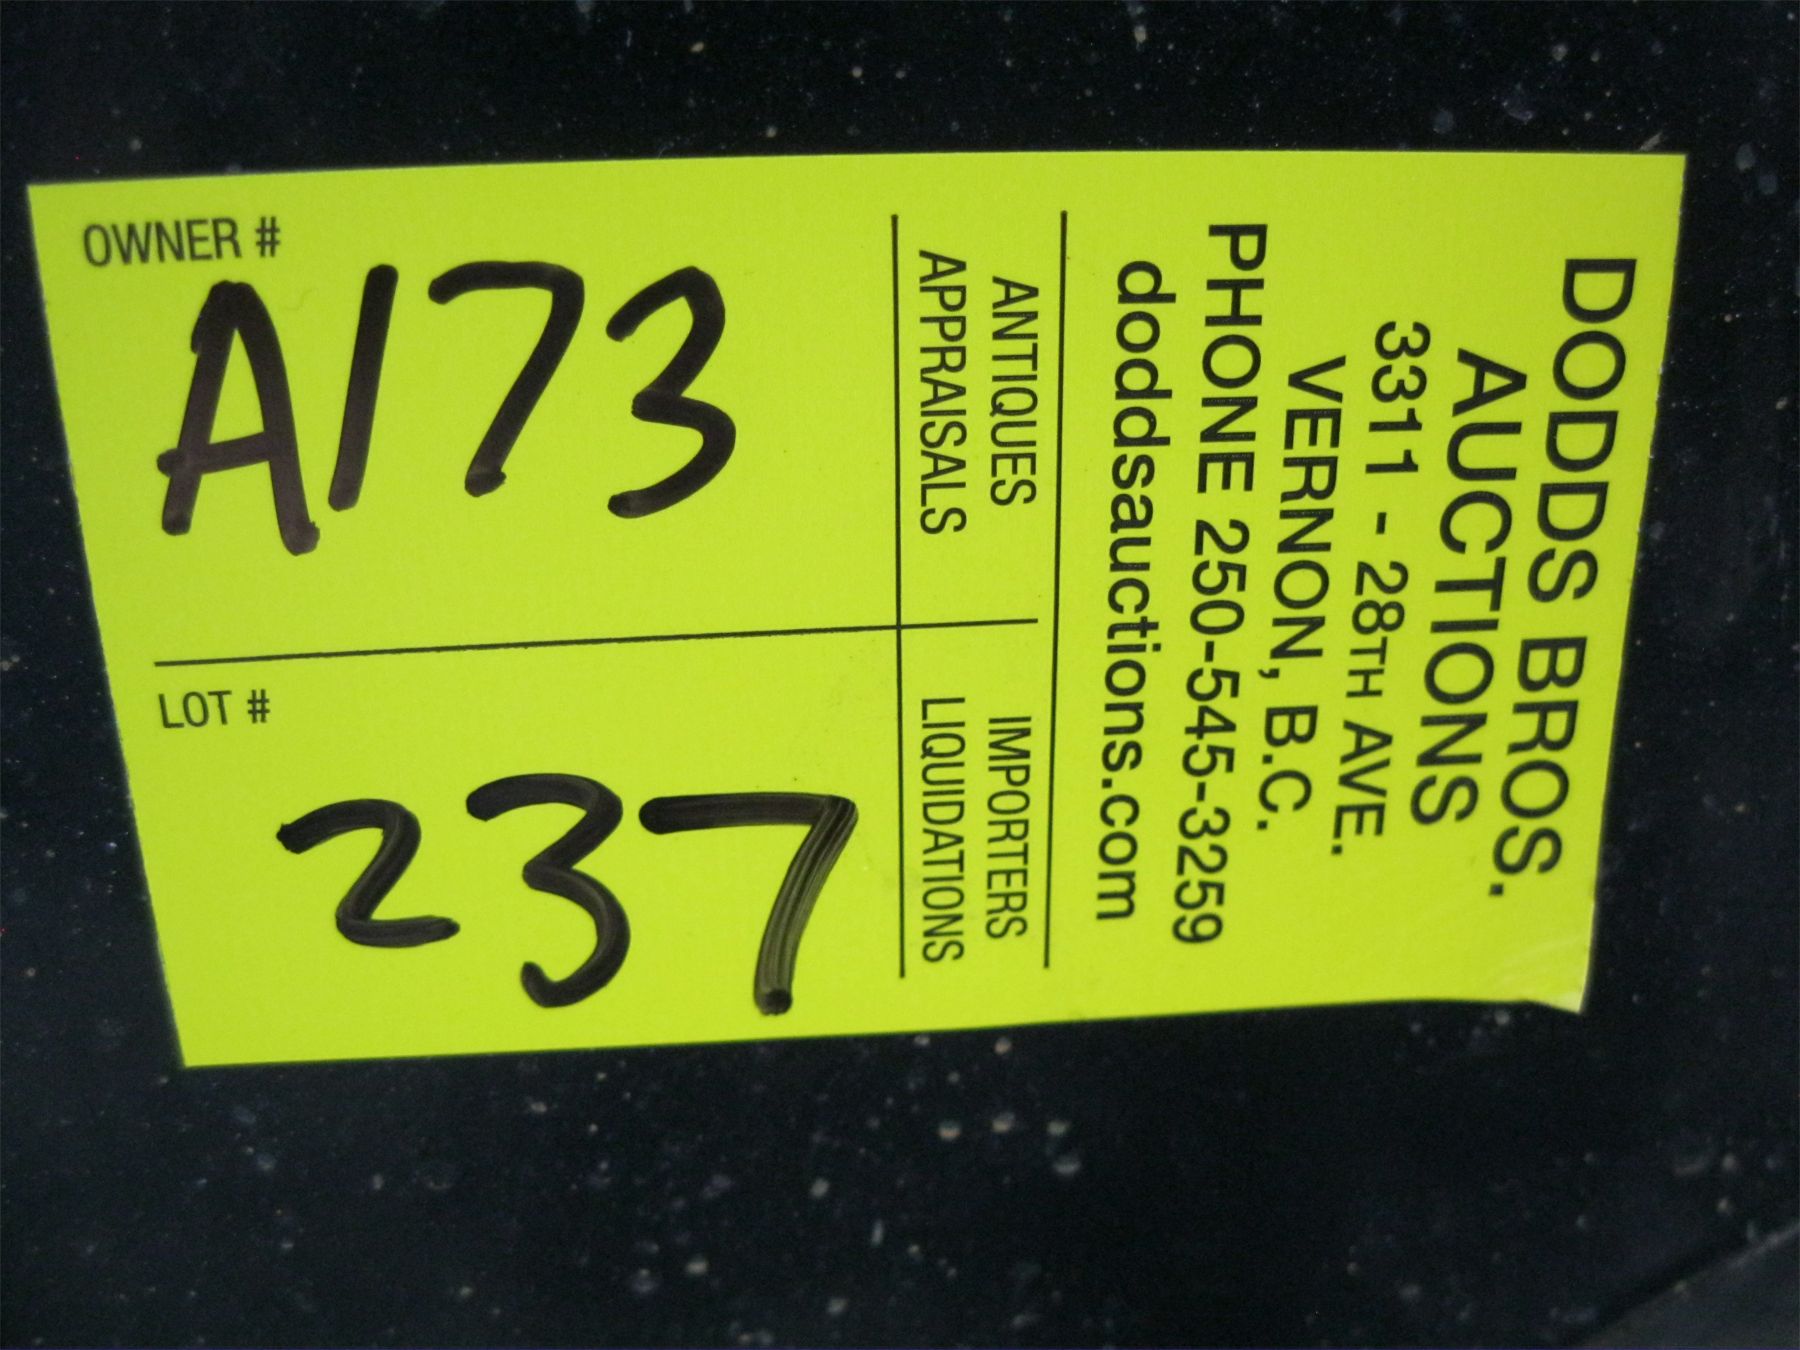 DODDS BROS.
AUCTIONS
3311 - 28TH AVE.
VERNON, B.C.
PHONE 250-545-3259
doddsauctions.com
ANTIQUES IMPORTERS
APPRAISALS LIQUIDATIONS
OWNER #
A173
LOT #
237